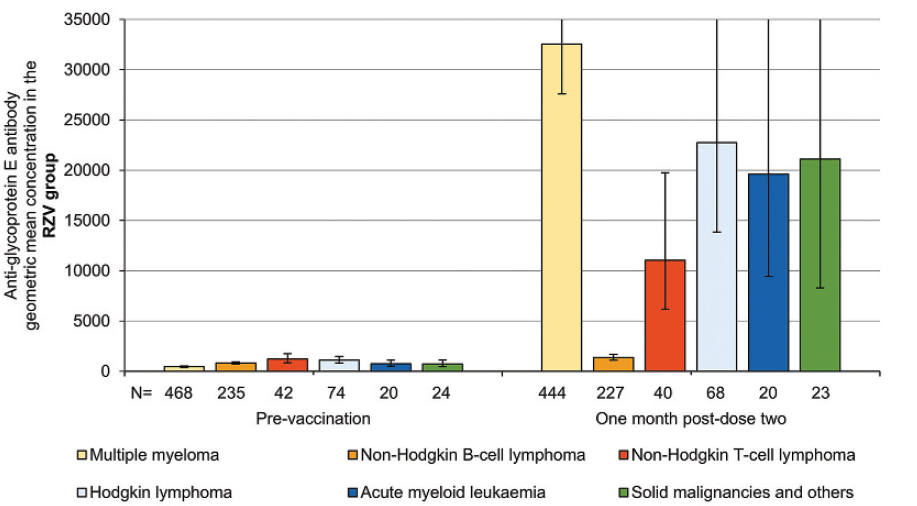 Anti-glycoprotein E antibody
geometric mean concentration in the
RZV group
35000
30000
25000
20000
15000
10000
5000
0
N= 468 235 42 74 20 24 444 227 40 68 20 23
Pre-vaccination One month post-dose two
Multiple myeloma Non-Hodgkin B-cell lymphoma Non-Hodgkin T-cell lymphoma
Hodgkin lymphoma Acute myeloid leukaemia Solid malignancies and others